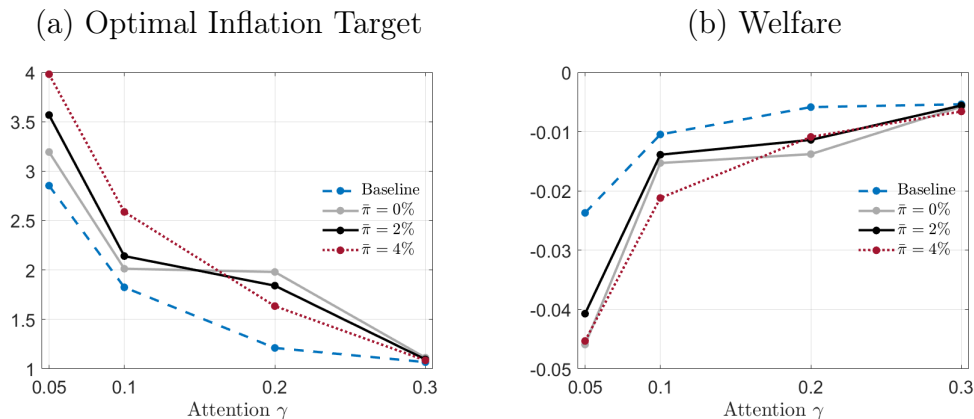 (a) Optimal Inflation Target
4
3.5
3
2.5
2
1.5
1
0.05
0.1
0.2
0.3
Attention γ
Baseline
π̄ = 0%
π̄ = 2%
π̄ = 4%
(b) Welfare
0
-0.01
-0.02
-0.03
-0.04
-0.05
0.05
0.1
0.2
0.3
Attention γ
Baseline
π̄ = 0%
π̄ = 2%
π̄ = 4%